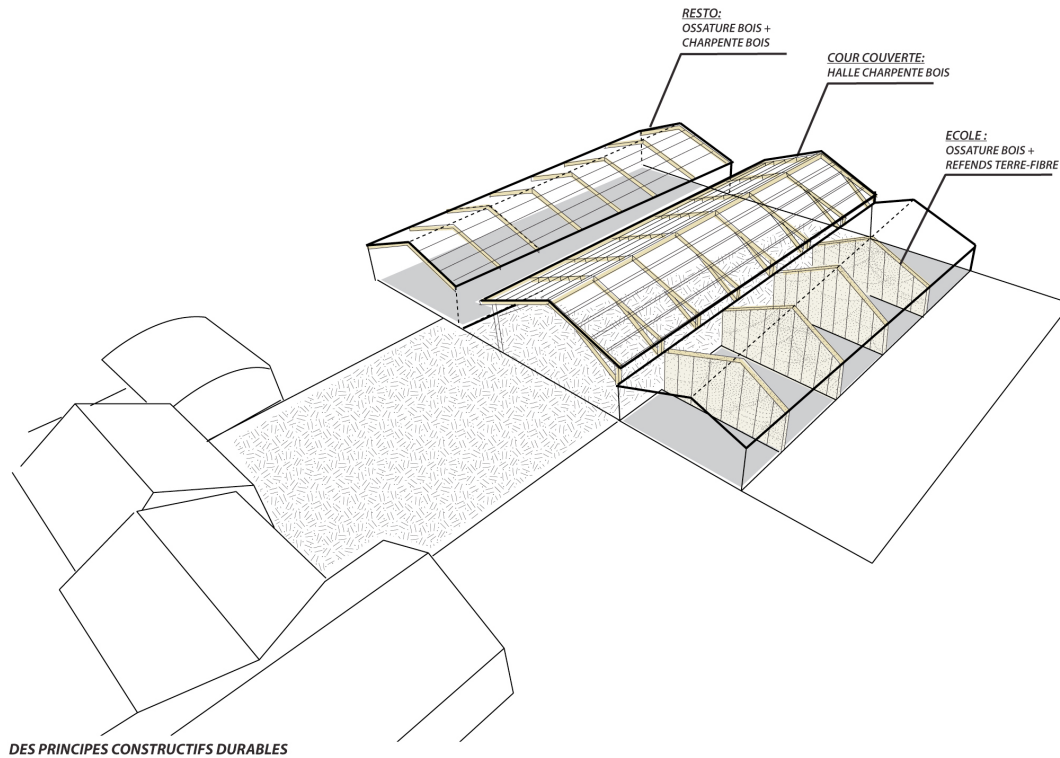 RESTO:
OSSATURE BOIS +
CHARPENTE BOIS
COUR COUVERTE:
HALLE CHARPENTE BOIS
ECOLE :
OSSATURE BOIS +
REFENDS TERRE-FIBRE
DES PRINCIPES CONSTRUCTIFS DURABLES